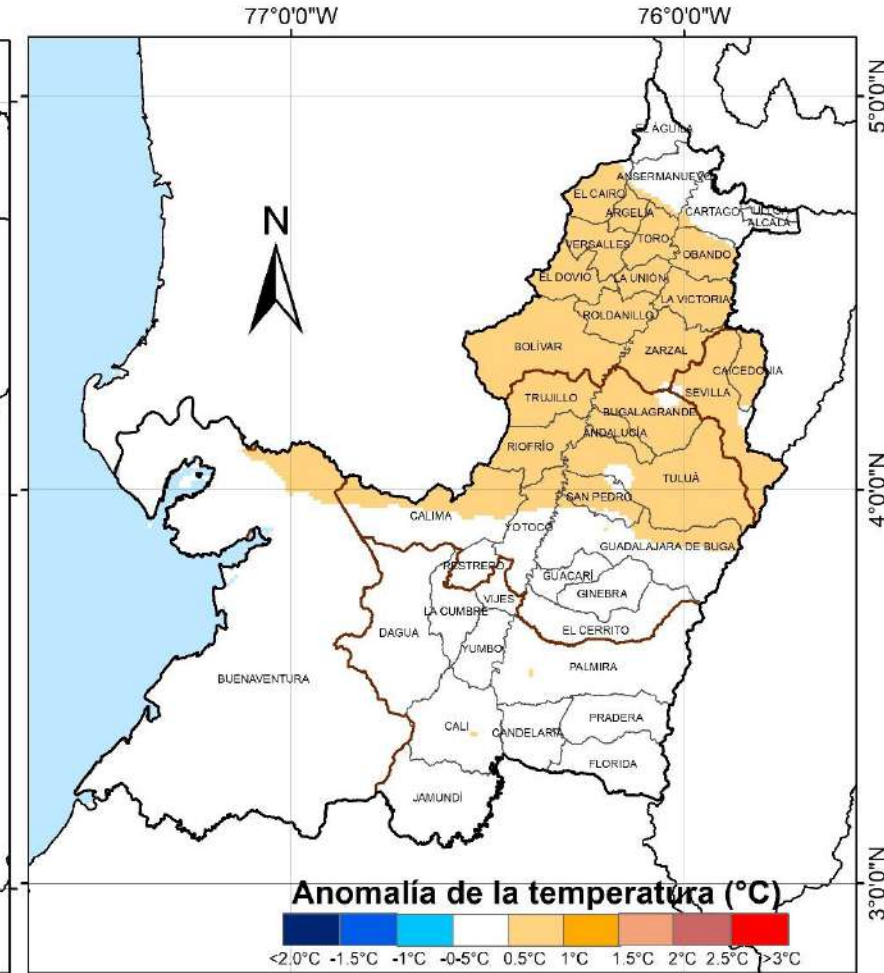 77°0'0"W 76°0'0"W
5°0'0"N
EL ÁGUILA
ANSERMANUEVO
EL CAIRO
ARGELIA
CARTAGO
ALCALÁ
VERSALLES
TORO
OBANDO
EL DOVIO
LA UNIÓN
LA VICTORIA
N
ROLDANILLO
BOLÍVAR
ZARZAL
CAICEDONIA
TRUJILLO
SEVILLA
BUGALAGRANDE
ANDALUCÍA
RIOFRÍO
TULUÁ
4°0'0"N
SAN PEDRO
CALIMA
YOTOCO
GUADALAJARA DE BUGA
RESTREPO
GUACARÍ
GINEBRA
VIJES
LA CUMBRE
DAGUA
EL CERRITO
YUMBO
PALMIRA
BUENAVENTURA
CALI
CANDELARIA
PRADERA
FLORIDA
JAMUNDÍ
3°0'0"N
Anomalía de la temperatura (°C)
<2.0°C -1.5°C -1°C -0-5°C 0.5°C 1°C 1.5°C 2°C 2.5°C >3°C